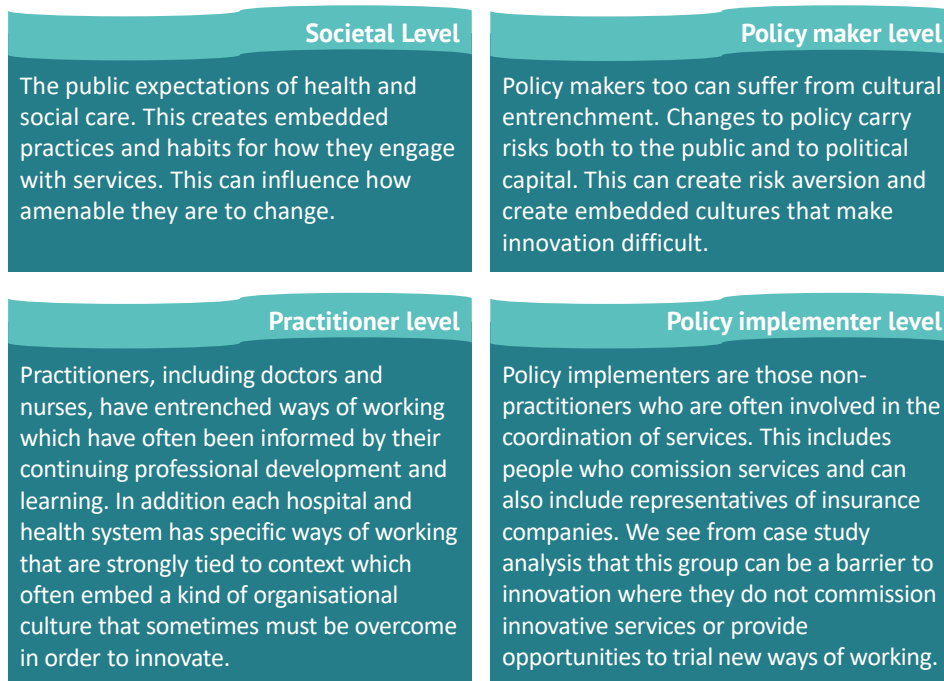 Societal Level
The public expectations of health and
social care. This creates embedded
practices and habits for how they engage
with services. This can influence how
amenable they are to change.
Policy maker level
Policy makers too can suffer from cultural
entrenchment. Changes to policy carry
risks both to the public and to political
capital. This can create risk aversion and
create embedded cultures that make
innovation difficult.
Practitioner level
Practitioners, including doctors and
nurses, have entrenched ways of working
which have often been informed by their
continuing professional development and
learning. In addition each hospital and
health system has specific ways of working
that are strongly tied to context which
often embed a kind of organisational
culture that sometimes must be overcome
in order to innovate.
Policy implementer level
Policy implementers are those non-
practitioners who are often involved in the
coordination of services. This includes
people who comission services and can
also include representatives of insurance
companies. We see from case study
analysis that this group can be a barrier to
innovation where they do not commission
innovative services or provide
opportunities to trial new ways of working.